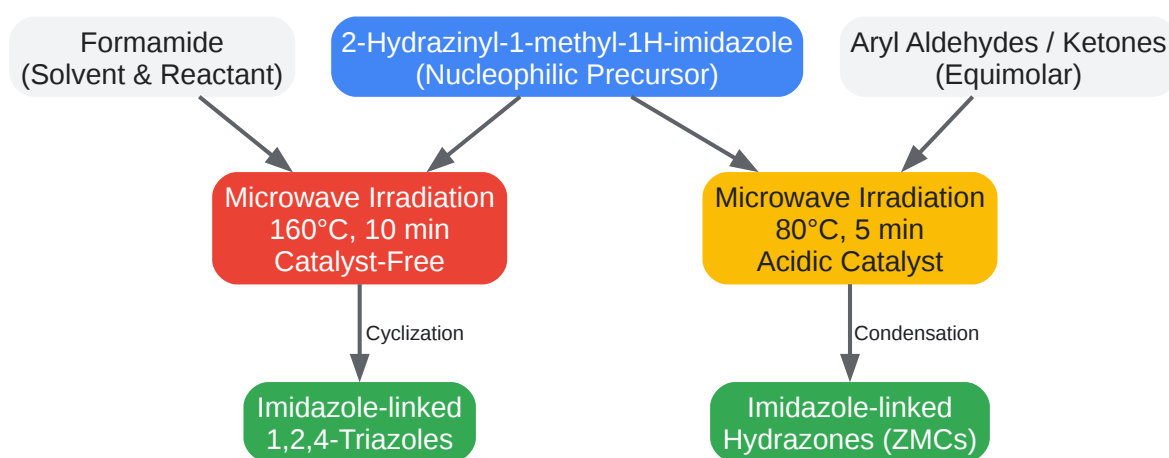 Formamide
(Solvent & Reactant)
2-Hydrazinyl-1-methyl-1H-imidazole
(Nucleophilic Precursor)
Aryl Aldehydes / Ketones
(Equimolar)
Microwave Irradiation
160°C, 10 min
Catalyst-Free
Microwave Irradiation
80°C, 5 min
Acidic Catalyst
Cyclization
Condensation
Imidazole-linked
1,2,4-Triazoles
Imidazole-linked
Hydrazones (ZMCs)